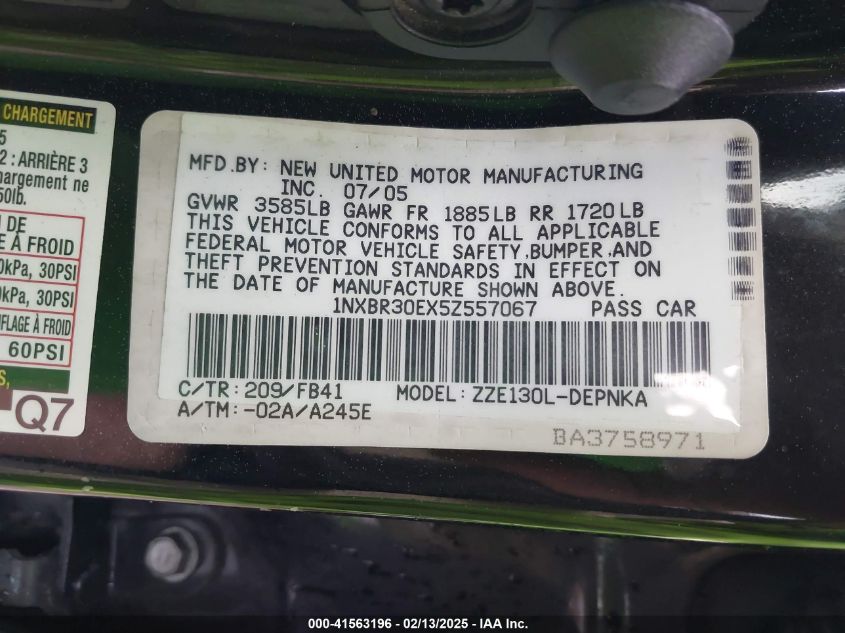 CHARGEMENT
5
2 : ARRIÈRE 3
chargement ne
50lb.
N DE
E À FROID
0kPa, 30PSI
0kPa, 30PSI
NFLAGE À FROID
60PSI
S,
Q7
MFD.BY: NEW UNITED MOTOR MANUFACTURING
INC. 07/05
GVWR 3585LB GAWR FR 1885LB RR 1720LB
THIS VEHICLE CONFORMS TO ALL APPLICABLE
FEDERAL MOTOR VEHICLE SAFETY,BUMPER,AND
THEFT PREVENTION STANDARDS IN EFFECT ON
THE DATE OF MANUFACTURE SHOWN ABOVE.
1NXBR30EX5Z557067 PASS CAR
C/TR: 209/FB41 MODEL: ZZE130L-DEPNKA
A/TM: -02A/A245E
BA3758971
000-41563196 - 02/13/2025 - IAA Inc.